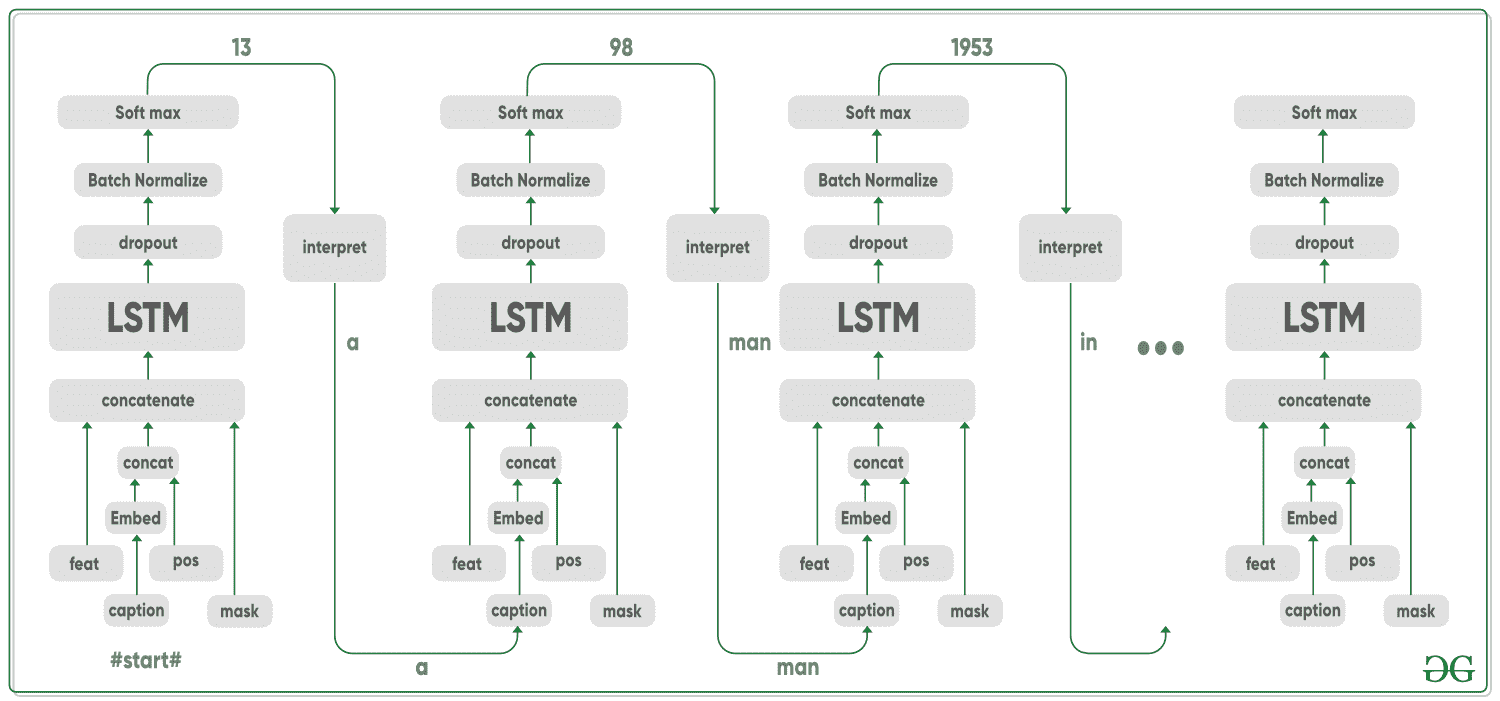 13 98 1953
Soft max Soft max Soft max Soft max
Batch Normalize Batch Normalize Batch Normalize Batch Normalize
dropout interpret dropout interpret dropout interpret dropout
LSTM LSTM LSTM LSTM
a man in
concatenate concatenate concatenate concatenate
concat concat concat concat
Embed Embed Embed Embed
feat pos feat pos feat pos feat pos
caption mask caption mask caption mask caption mask
#start# a man
GG